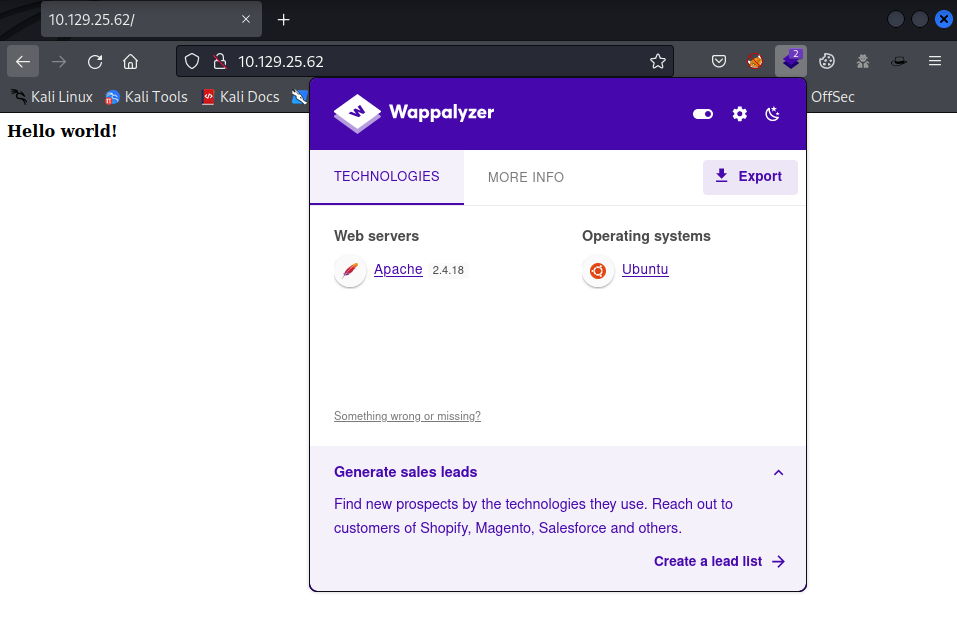 10.129.25.62/
10.129.25.62
2
Kali Linux Kali Tools Kali Docs OffSec
Hello world!
Wappalyzer
TECHNOLOGIES MORE INFO Export
Web servers Operating systems
Apache 2.4.18 Ubuntu
Something wrong or missing?
Generate sales leads
Find new prospects by the technologies they use. Reach out to
customers of Shopify, Magento, Salesforce and others.
Create a lead list